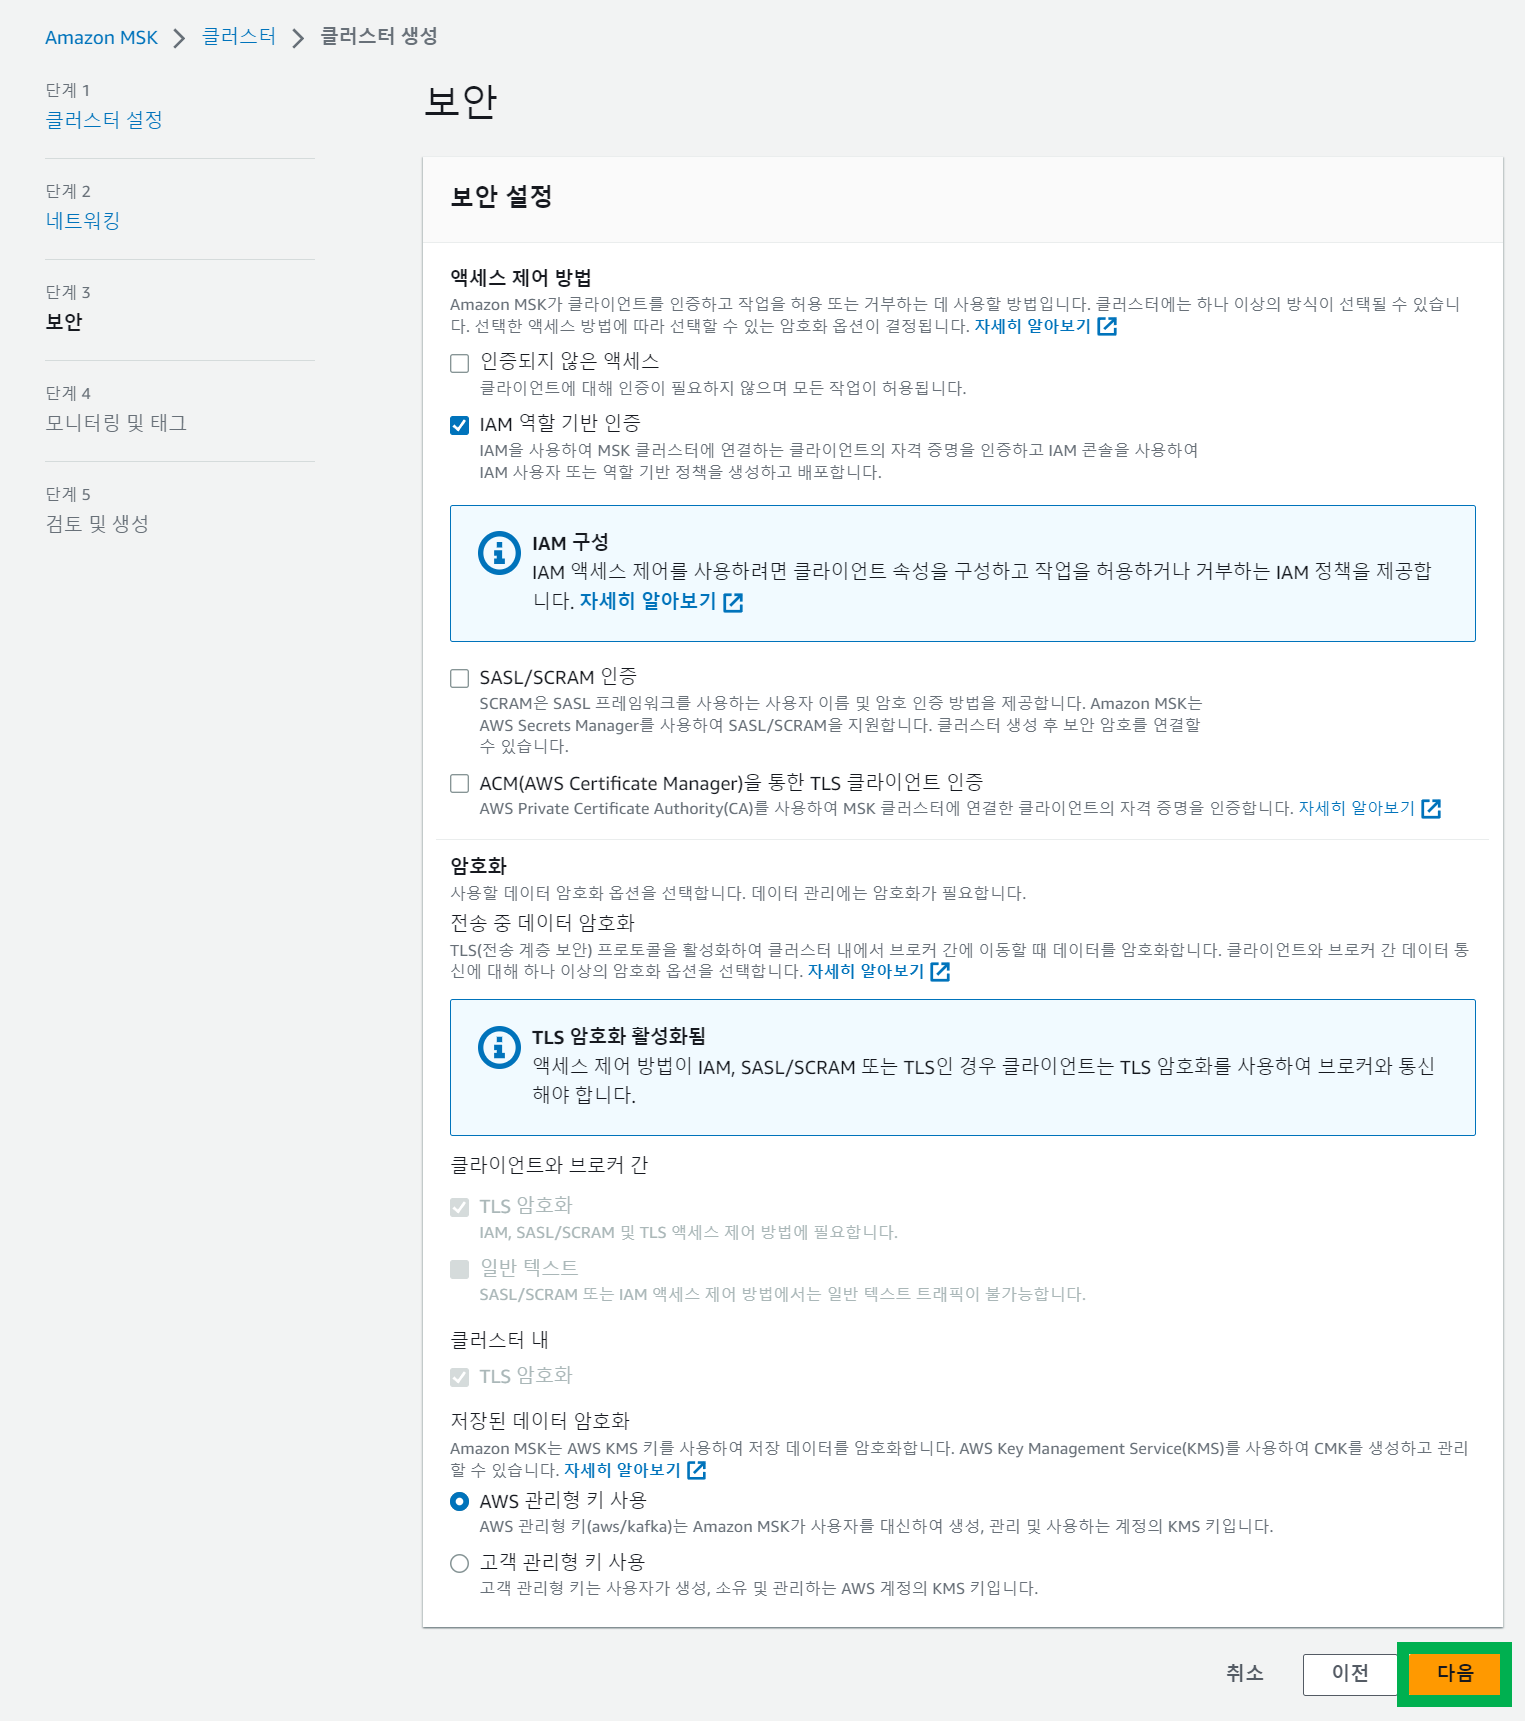 Amazon MSK > 클러스터 > 클러스터 생성
단계 1
클러스터 설정
단계 2
네트워킹
단계 3
보안
단계 4
모니터링 및 태그
단계 5
검토 및 생성
보안
보안 설정
액세스 제어 방법
Amazon MSK가 클라이언트를 인증하고 작업을 허용 또는 거부하는 데 사용할 방법입니다. 클러스터에는 하나 이상의 방식이 선택될 수 있습니
다. 선택한 액세스 방법에 따라 선택할 수 있는 암호화 옵션이 결정됩니다. 자세히 알아보기
인증되지 않은 액세스
클라이언트에 대해 인증이 필요하지 않으며 모든 작업이 허용됩니다.
IAM 역할 기반 인증
IAM을 사용하여 MSK 클러스터에 연결하는 클라이언트의 자격 증명을 인증하고 IAM 콘솔을 사용하여
IAM 사용자 또는 역할 기반 정책을 생성하고 배포합니다.
IAM 구성
IAM 액세스 제어를 사용하려면 클라이언트 속성을 구성하고 작업을 허용하거나 거부하는 IAM 정책을 제공합
니다. 자세히 알아보기
SASL/SCRAM 인증
SCRAM은 SASL 프레임워크를 사용하는 사용자 이름 및 암호 인증 방법을 제공합니다. Amazon MSK는
AWS Secrets Manager를 사용하여 SASL/SCRAM을 지원합니다. 클러스터 생성 후 보안 암호를 연결할
수 있습니다.
ACM(AWS Certificate Manager)을 통한 TLS 클라이언트 인증
AWS Private Certificate Authority(CA)를 사용하여 MSK 클러스터에 연결한 클라이언트의 자격 증명을 인증합니다. 자세히 알아보기
암호화
사용할 데이터 암호화 옵션을 선택합니다. 데이터 관리에는 암호화가 필요합니다.
전송 중 데이터 암호화
TLS(전송 계층 보안) 프로토콜을 활성화하여 클러스터 내에서 브로커 간에 이동할 때 데이터를 암호화합니다. 클라이언트와 브로커 간 데이터 통
신에 대해 하나 이상의 암호화 옵션을 선택합니다. 자세히 알아보기
TLS 암호화 활성화됨
액세스 제어 방법이 IAM, SASL/SCRAM 또는 TLS인 경우 클라이언트는 TLS 암호화를 사용하여 브로커와 통신
해야 합니다.
클라이언트와 브로커 간
TLS 암호화
IAM, SASL/SCRAM 및 TLS 액세스 제어 방법에 필요합니다.
일반 텍스트
SASL/SCRAM 또는 IAM 액세스 제어 방법에서는 일반 텍스트 트래픽이 불가능합니다.
클러스터 내
TLS 암호화
저장된 데이터 암호화
Amazon MSK는 AWS KMS 키를 사용하여 저장 데이터를 암호화합니다. AWS Key Management Service(KMS)를 사용하여 CMK를 생성하고 관리
할 수 있습니다. 자세히 알아보기
AWS 관리형 키 사용
AWS 관리형 키(aws/kafka)는 Amazon MSK가 사용자를 대신하여 생성, 관리 및 사용하는 계정의 KMS 키입니다.
고객 관리형 키 사용
고객 관리형 키는 사용자가 생성, 소유 및 관리하는 AWS 계정의 KMS 키입니다.
취소 이전 다음